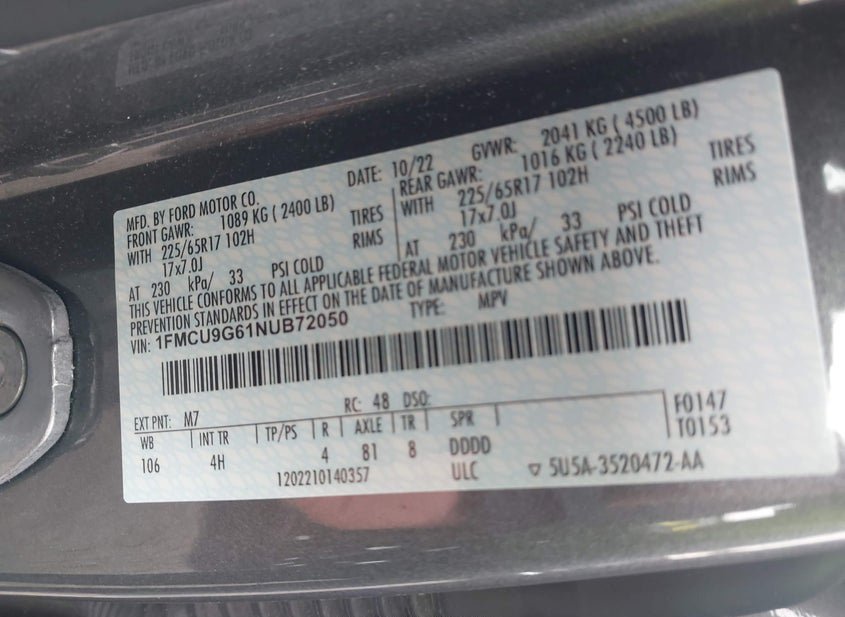 MFD. BY FORD MOTOR CO.
DATE: 10/22 GVWR: 2041 KG ( 4500 LB)
FRONT GAWR: 1089 KG ( 2400 LB)
REAR GAWR: 1016 KG ( 2240 LB)
WITH 225/65R17 102H TIRES
WITH 225/65R17 102H TIRES
17x7.0J RIMS
17x7.0J RIMS
AT 230 kPa/ 33 PSI COLD
AT 230 kPa/ 33 PSI COLD
THIS VEHICLE CONFORMS TO ALL APPLICABLE FEDERAL MOTOR VEHICLE SAFETY AND THEFT
PREVENTION STANDARDS IN EFFECT ON THE DATE OF MANUFACTURE SHOWN ABOVE.
VIN: 1FMCU9G61NUB72050
TYPE: MPV
EXT PNT: M7 RC: 48 DSO:
F0147
WB INT TR TP/PS R AXLE TR SPR
T0153
106 4H 4 81 8 DDDD
1202210140357 ULC ▽ 5U5A-3520472-AA